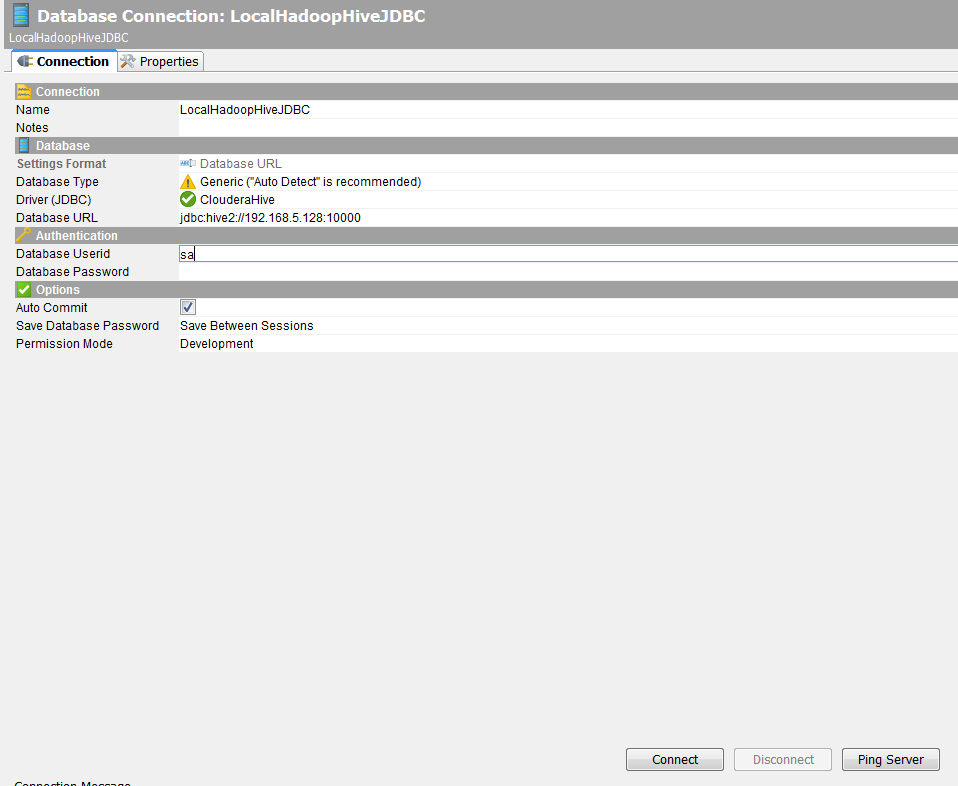 Database Connection: LocalHadoopHiveJDBC
LocalHadoopHiveJDBC
Connection Properties
Connection
Name LocalHadoopHiveJDBC
Notes
Database
Settings Format Database URL
Database Type Generic ("Auto Detect" is recommended)
Driver (JDBC) ClouderaHive
Database URL jdbc:hive2://192.168.5.128:10000
Authentication
Database Userid sa
Database Password
Options
Auto Commit
Save Database Password Save Between Sessions
Permission Mode Development
Connect Disconnect Ping Server
Connection Message